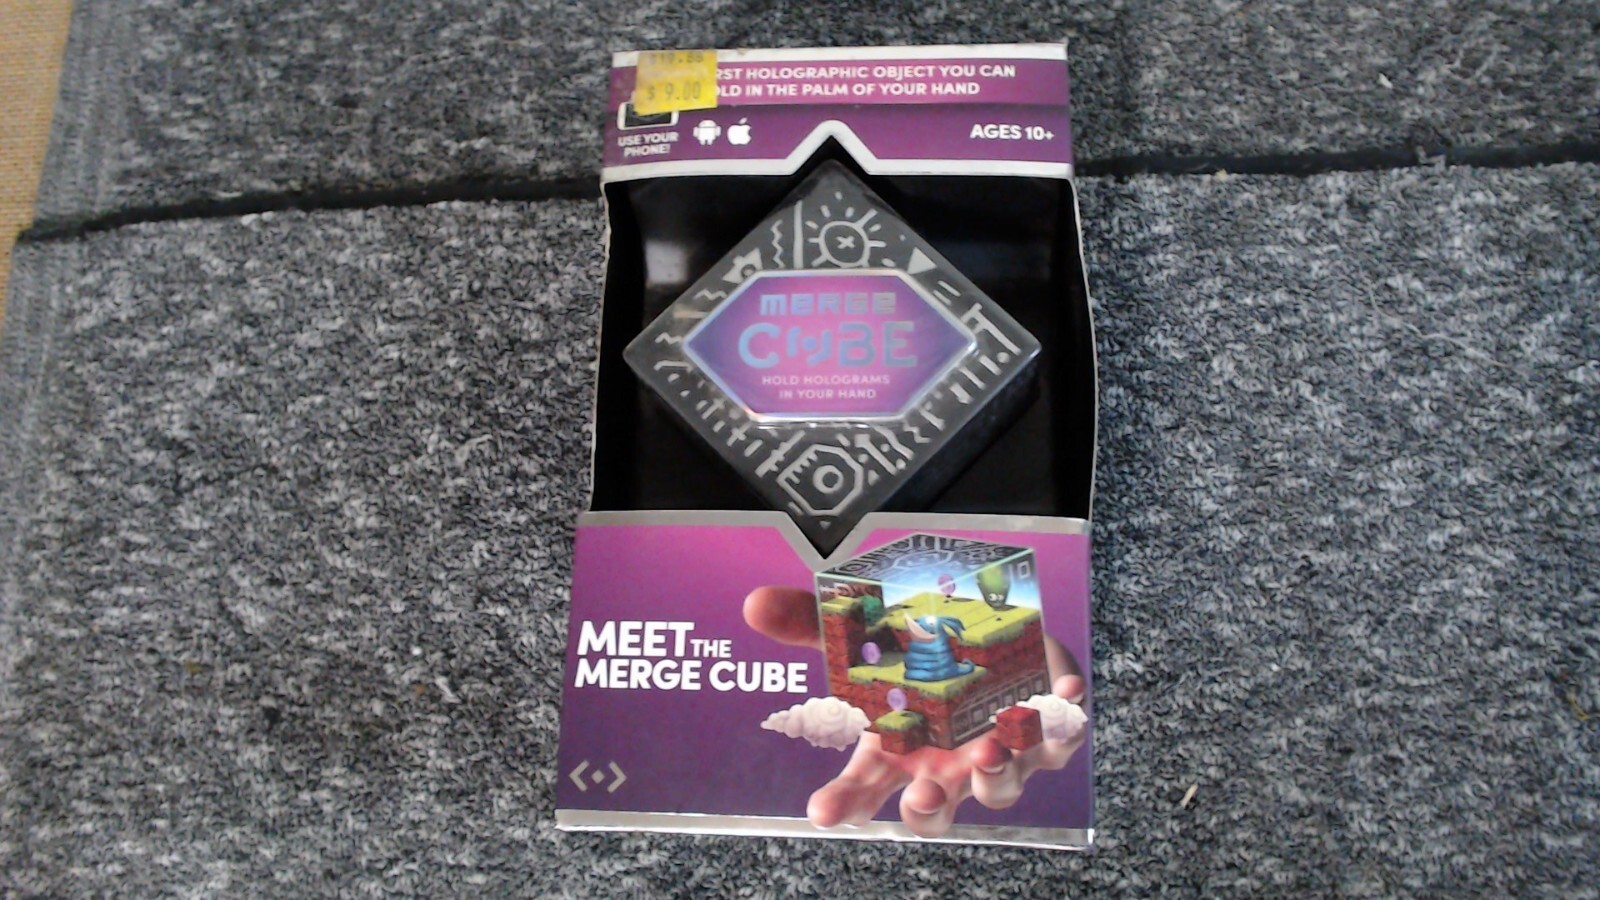 $ 9.00
RST HOLOGRAPHIC OBJECT YOU CAN
OLD IN THE PALM OF YOUR HAND
USE YOUR
PHONE!
AGES 10+
MERGE
CUBE
HOLD HOLOGRAMS
IN YOUR HAND
MEET THE
MERGE CUBE